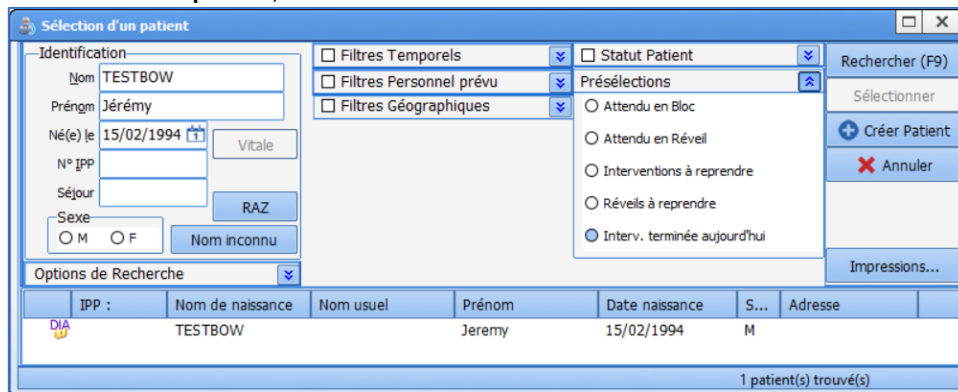 Sélection d'un patient
Identification
Nom TESTBOW
Prénom Jérémy
Né(e) le 15/02/1994
Vitale
N° IPP
Séjour
RAZ
Sexe
M F
Nom inconnu
Options de Recherche
Filtres Temporels
Filtres Personnel prévu
Filtres Géographiques
Statut Patient
Présélections
Attendu en Bloc
Attendu en Réveil
Interventions à reprendre
Réveils à reprendre
Interv. terminée aujourd'hui
Rechercher (F9)
Sélectionner
Créer Patient
Annuler
Impressions...
IPP : Nom de naissance Nom usuel Prénom Date naissance S... Adresse
DIA TESTBOW Jeremy 15/02/1994 M
1 patient(s) trouvé(s)